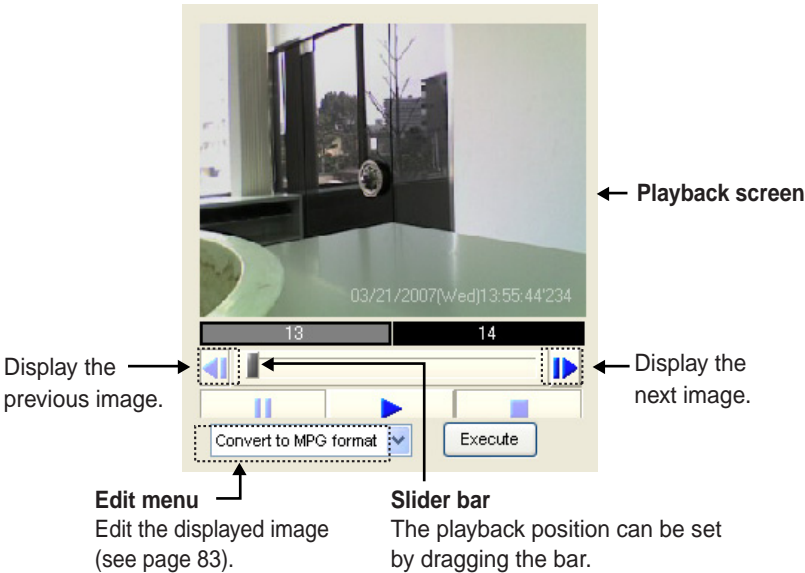 Playback screen
03/21/2007(Wed)13:55:44'234
13 14
Display the
previous image.
Display the
next image.
Convert to MPG format Execute
Edit menu
Edit the displayed image
(see page 83).
Slider bar
The playback position can be set
by dragging the bar.